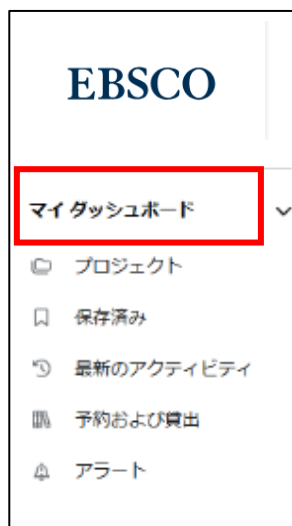 EBSCO
マイ ダッシュボード
プロジェクト
保存済み
最新のアクティビティ
予約および貸出
アラート